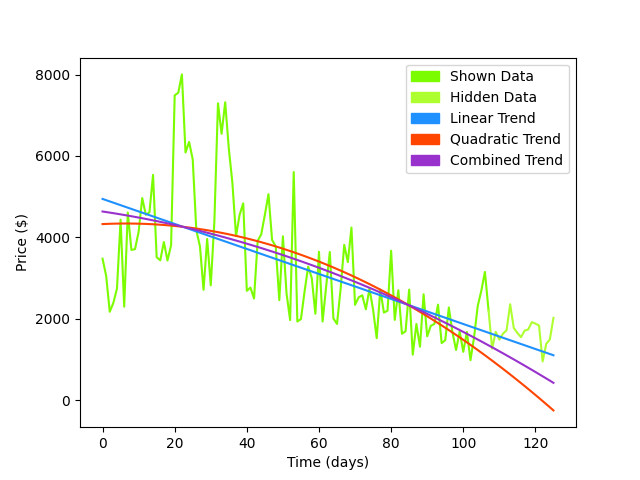 8000
6000
4000
2000
0
Price ($)
0
20
40
60
80
100
120
Time (days)
Shown Data
Hidden Data
Linear Trend
Quadratic Trend
Combined Trend